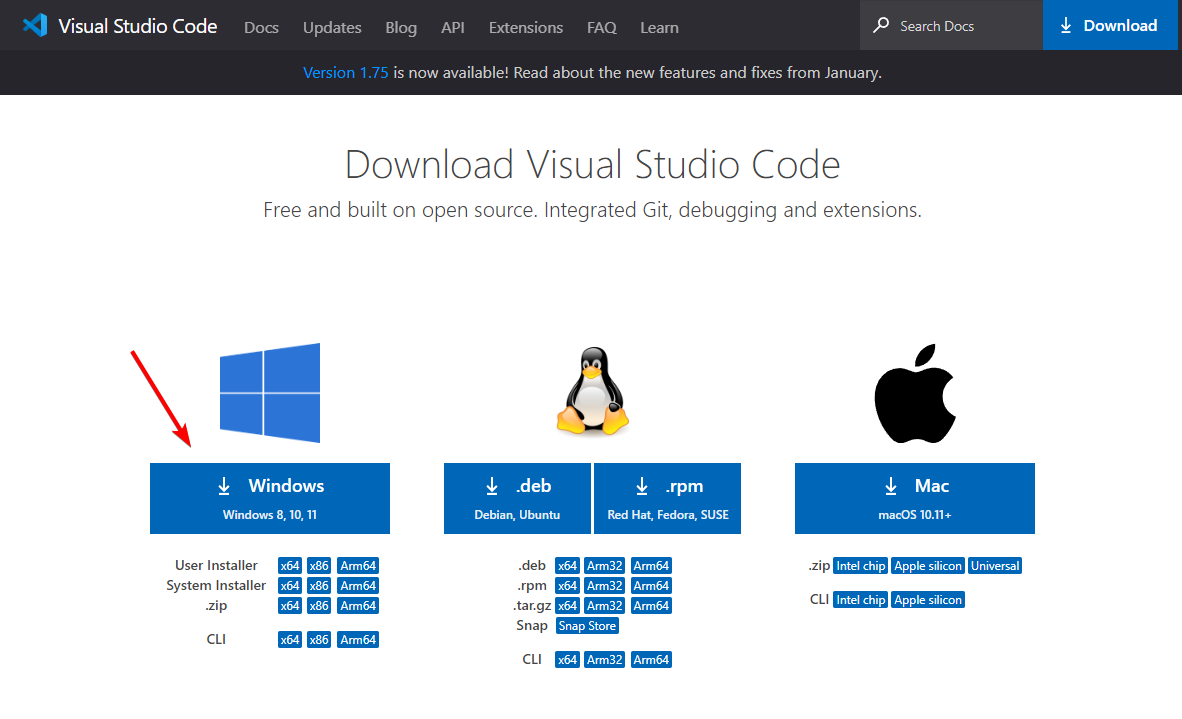 Visual Studio Code Docs Updates Blog API Extensions FAQ Learn Search Docs Download
Version 1.75 is now available! Read about the new features and fixes from January.
Download Visual Studio Code
Free and built on open source. Integrated Git, debugging and extensions.
Windows
Windows 8, 10, 11
User Installer x64 x86 Arm64
System Installer x64 x86 Arm64
.zip x64 x86 Arm64
CLI x64 x86 Arm64
.deb
Debian, Ubuntu
.rpm
Red Hat, Fedora, SUSE
.deb x64 Arm32 Arm64
.rpm x64 Arm32 Arm64
.tar.gz x64 Arm32 Arm64
Snap Snap Store
CLI x64 Arm32 Arm64
Mac
macOS 10.11+
.zip Intel chip Apple silicon Universal
CLI Intel chip Apple silicon